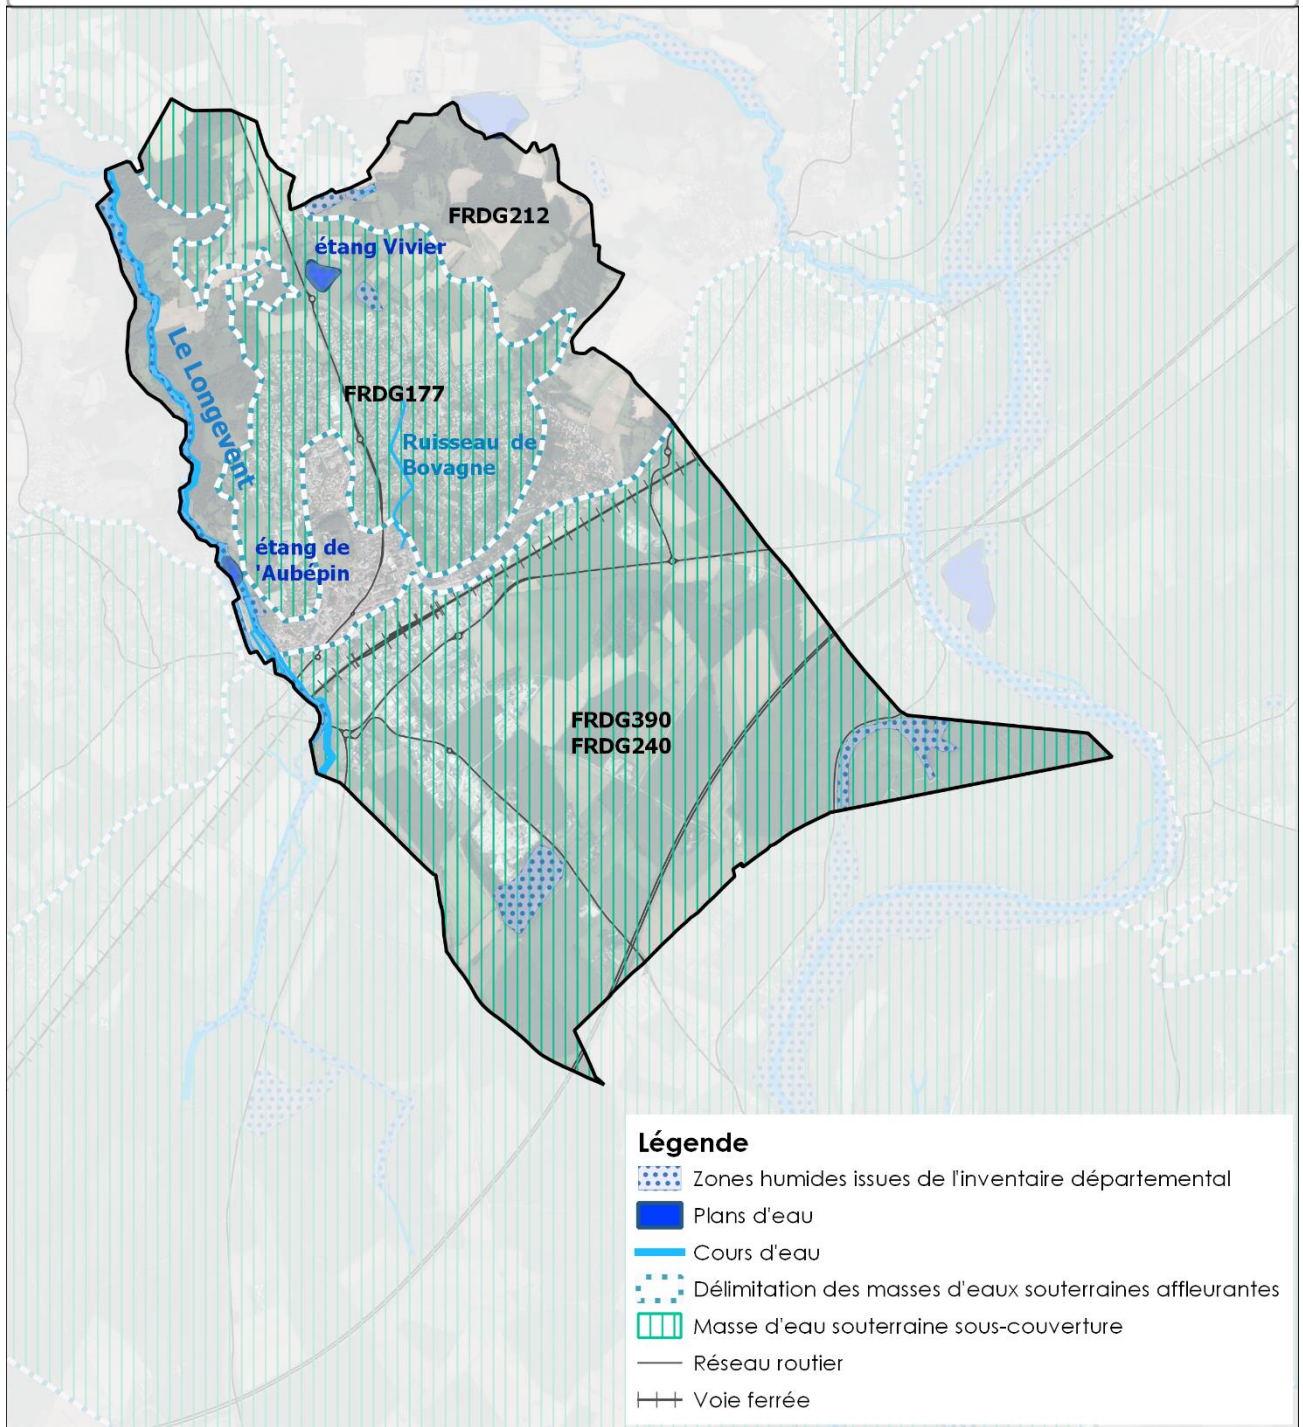 FRDG212
étang Vivier
Le Longevent
FRDG177
Ruisseau de
Bovagne
étang de
'Aubépin
FRDG390
FRDG240
Légende
Zones humides issues de l'inventaire départemental
Plans d'eau
Cours d'eau
Délimitation des masses d'eaux souterraines affleurantes
Masse d'eau souterraine sous-couverture
Réseau routier
Voie ferrée